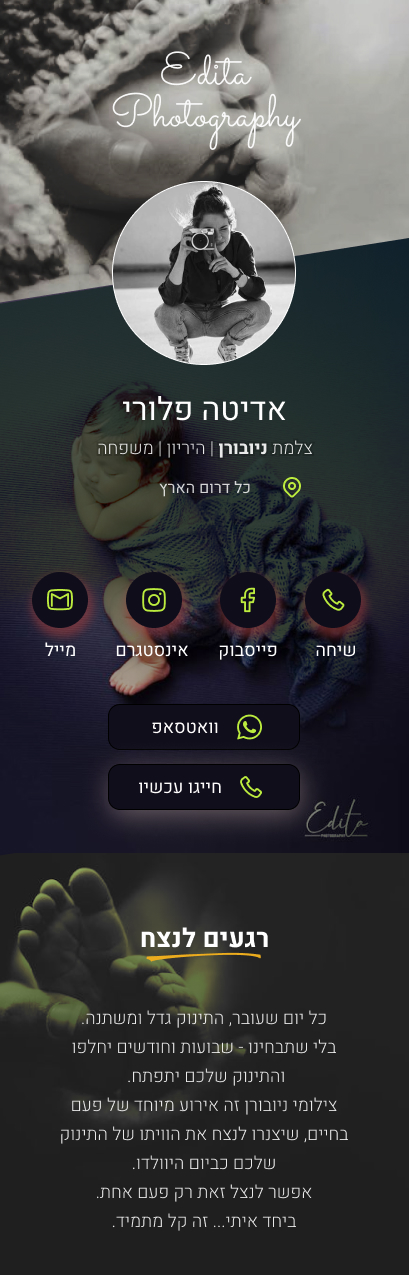 Edita
Photography
אדיטה פלורי
צלמת ניובורן | היריון | משפחה
כל דרום הארץ
שיחה
פייסבוק
אינסטגרם
מייל
וואטסאפ
חייגו עכשיו
Edita
PHOTOGRAPHY
רגעים לנצח
כל יום שעובר, התינוק גדל ומשתנה.
בלי שתבחינו - שבועות וחודשים יחלפו
והתינוק שלכם יתפתח.
צילומי ניובורן זה אירוע מיוחד של פעם
בחיים, שיצנרו לנצח את הוויתו של התינוק
שלכם כביום היוולדו.
אפשר לנצל זאת רק פעם אחת.
ביחד איתי... זה קל מתמיד.